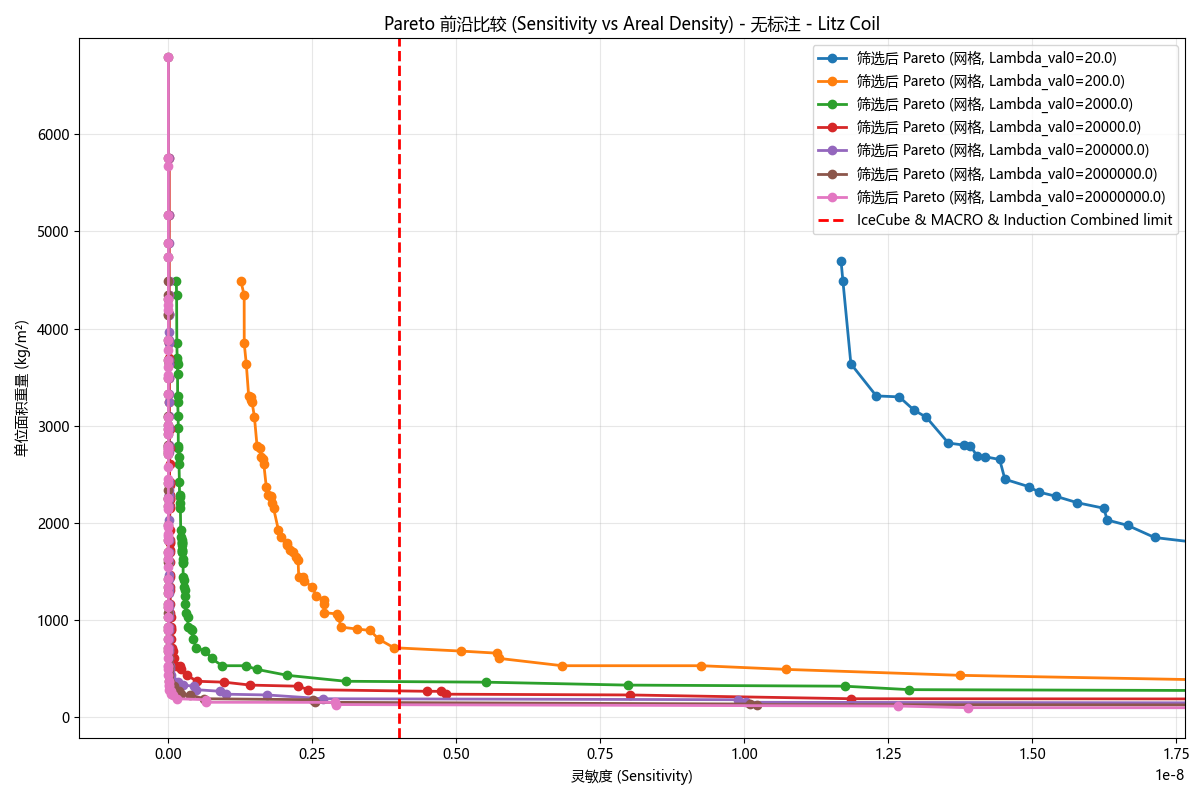 Pareto 前沿比较 (Sensitivity vs Areal Density) - 无标注 - Litz Coil
筛选后 Pareto (网格, Lambda_val0=20.0)
筛选后 Pareto (网格, Lambda_val0=200.0)
筛选后 Pareto (网格, Lambda_val0=2000.0)
筛选后 Pareto (网格, Lambda_val0=20000.0)
筛选后 Pareto (网格, Lambda_val0=200000.0)
筛选后 Pareto (网格, Lambda_val0=2000000.0)
筛选后 Pareto (网格, Lambda_val0=20000000.0)
IceCube & MACRO & Induction Combined limit
单位面积重量 (kg/m²)
6000
5000
4000
3000
2000
1000
0
0.00 0.25 0.50 0.75 1.00 1.25 1.50 1.75
1e-8
灵敏度 (Sensitivity)